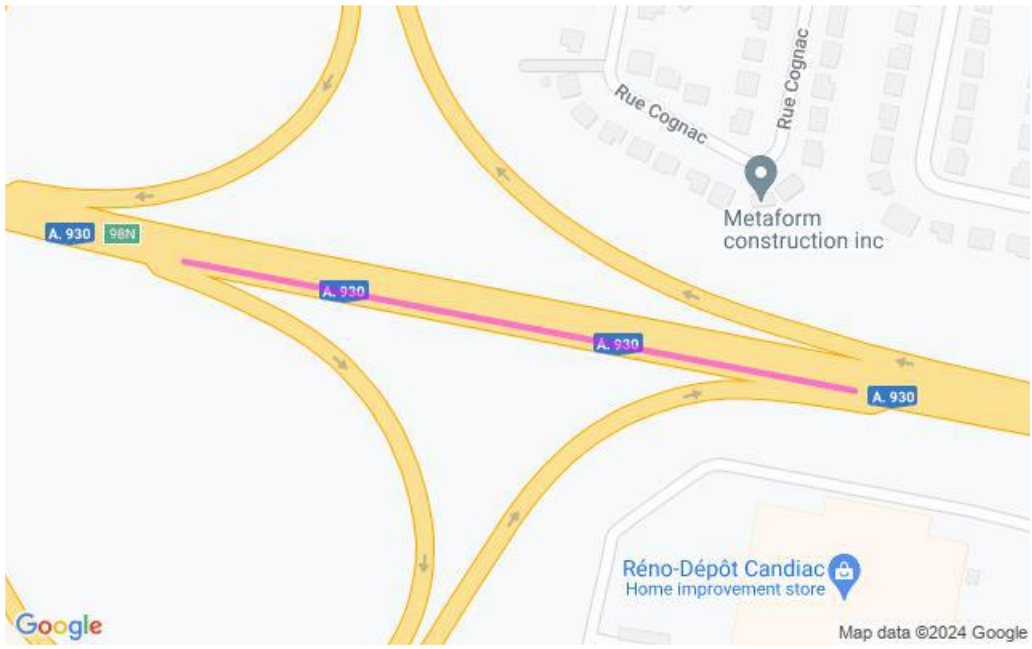 Rue Cognac
Rue Cognac
Metaform
construction inc
A. 930
98N
A. 930
A. 930
A. 930
Réno-Dépôt Candiac
Home improvement store
Google
Map data ©2024 Google